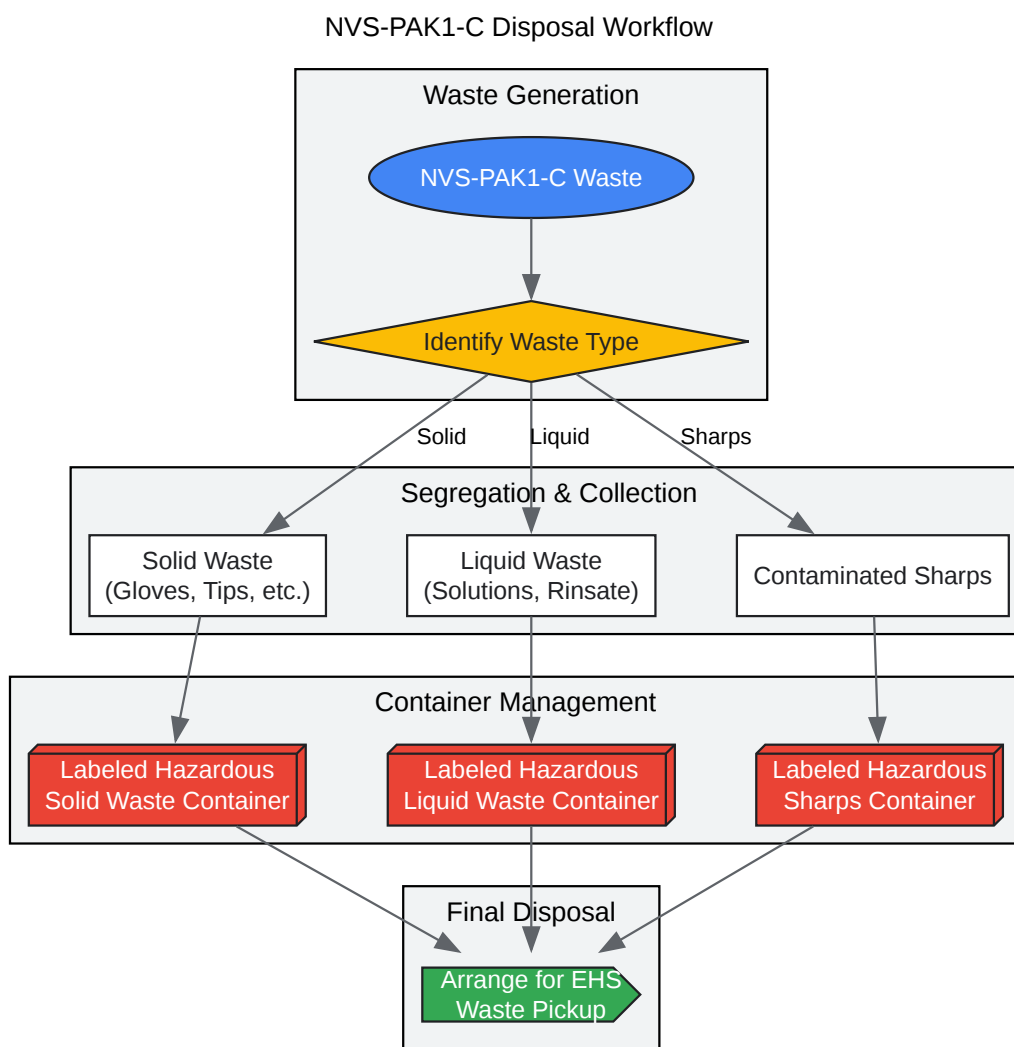 NVS-PAK1-C Disposal Workflow
Waste Generation
NVS-PAK1-C Waste
Identify Waste Type
Solid
Liquid
Sharps
Segregation & Collection
Solid Waste
(Gloves, Tips, etc.)
Liquid Waste
(Solutions, Rinsate)
Contaminated Sharps
Container Management
Labeled Hazardous
Solid Waste Container
Labeled Hazardous
Liquid Waste Container
Labeled Hazardous
Sharps Container
Final Disposal
Arrange for EHS
Waste Pickup